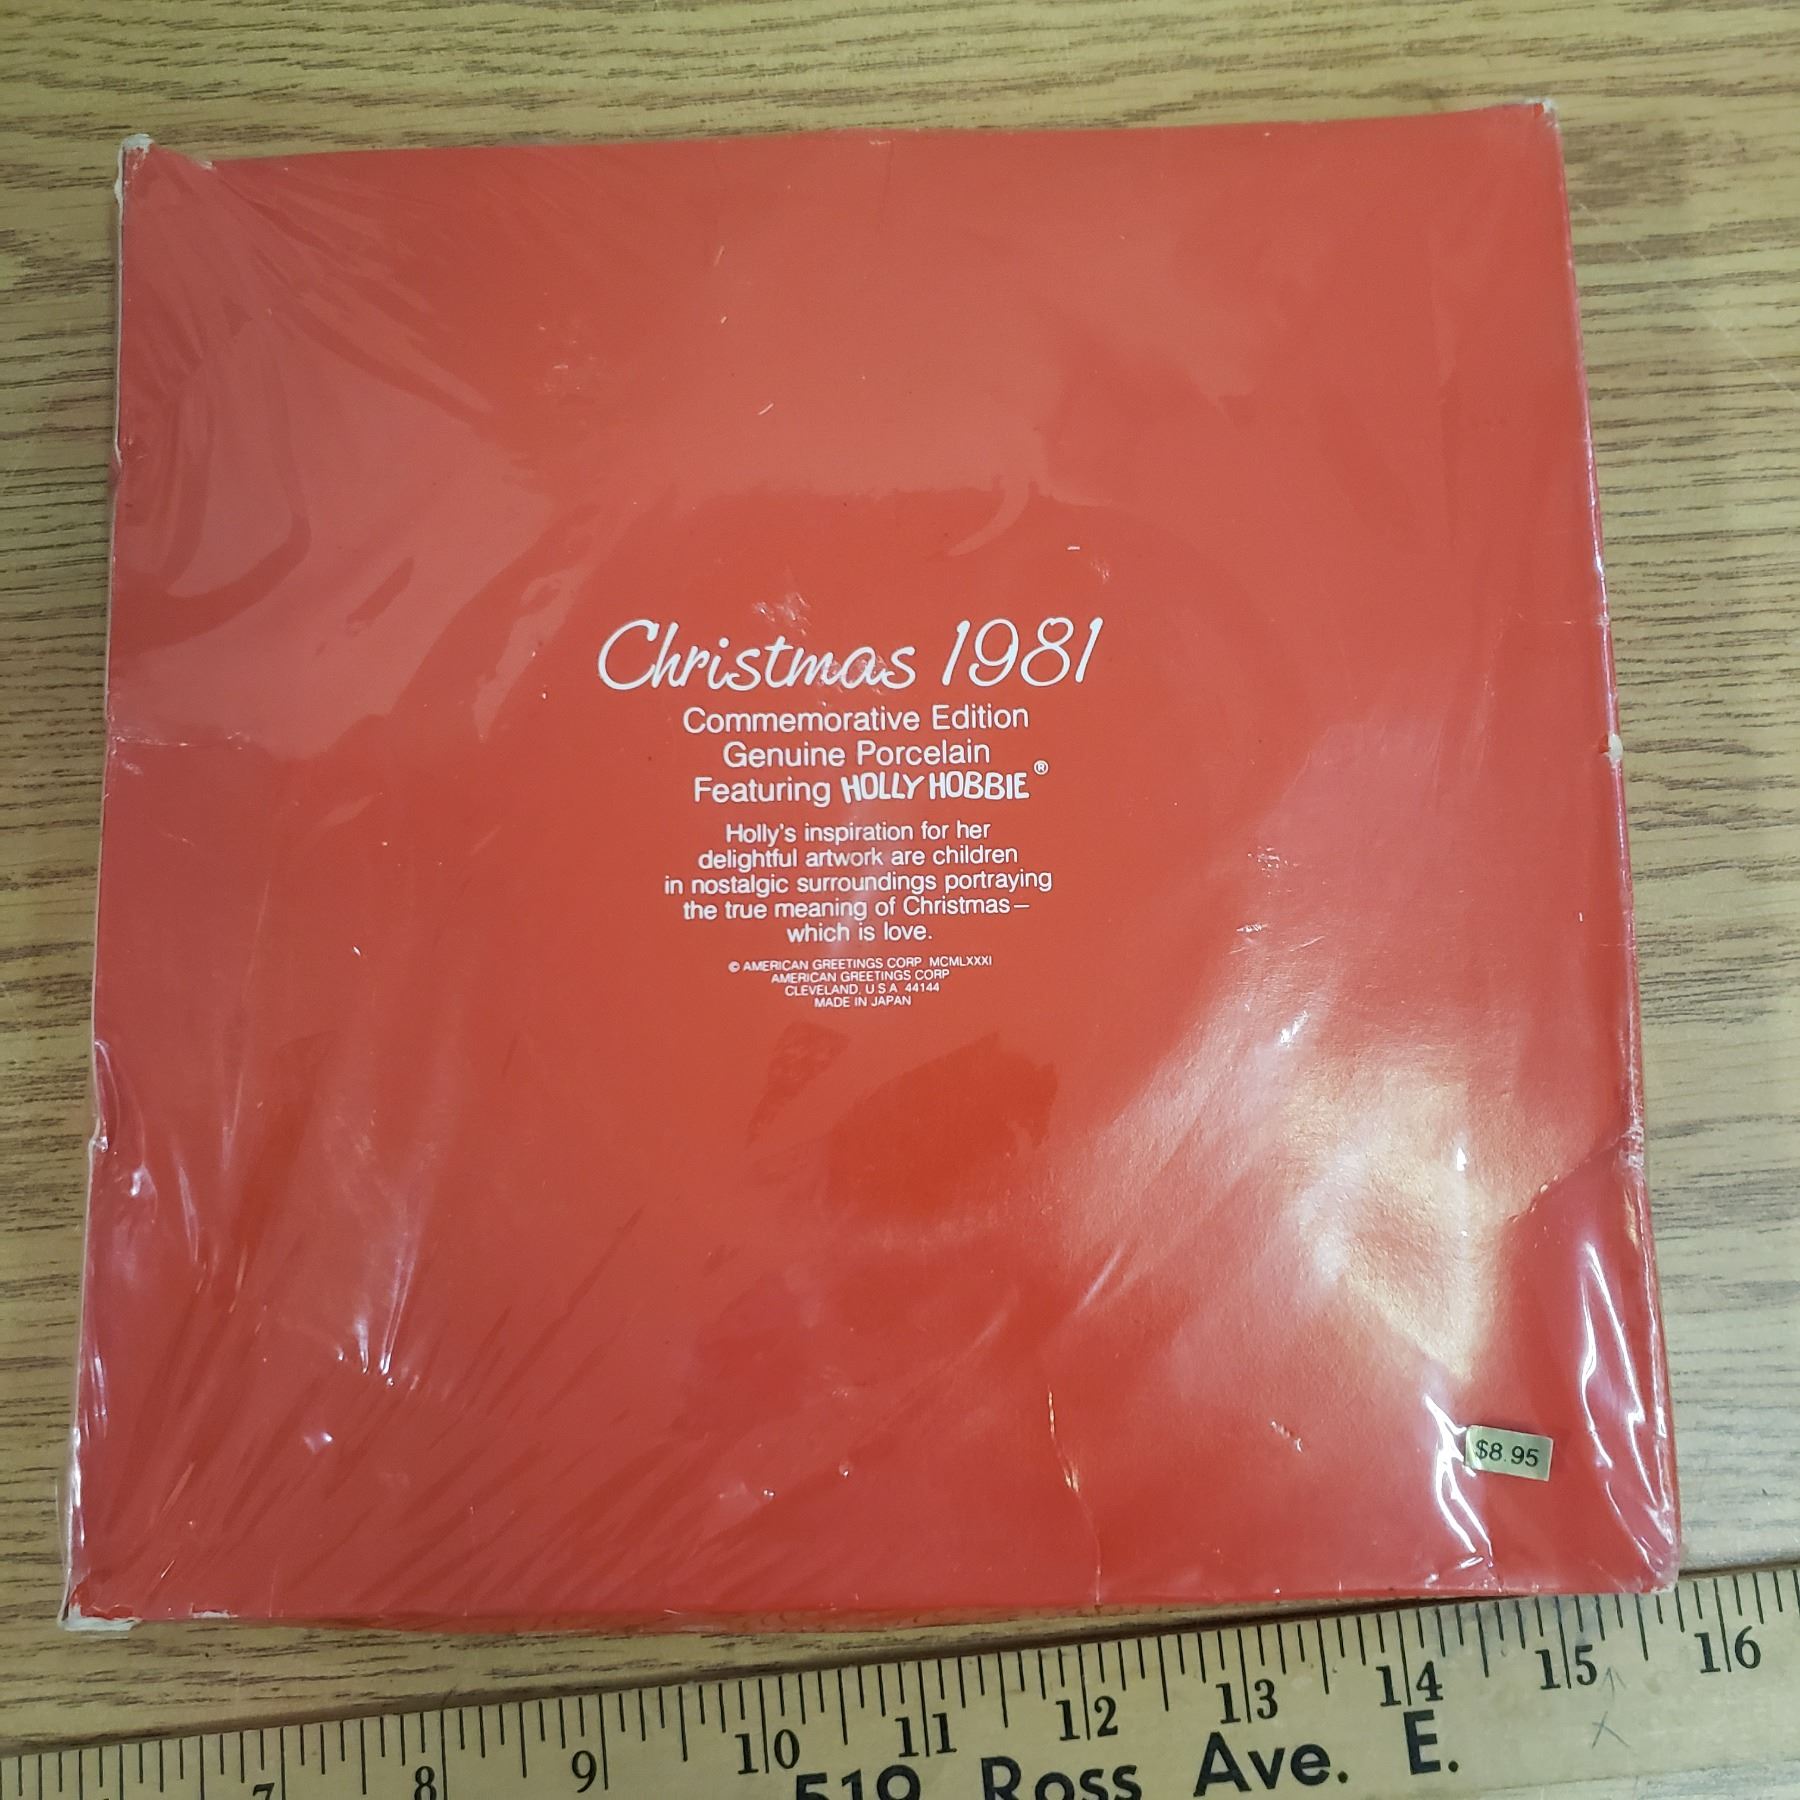 Christmas 1981
Commemorative Edition
Genuine Porcelain
Featuring HOLLY HOBBIE®
Holly's inspiration for her
delightful artwork are children
in nostalgic surroundings portraying
the true meaning of Christmas—
which is love.
© AMERICAN GREETINGS CORP. MCMLXXXI
AMERICAN GREETINGS CORP
CLEVELAND, U S A 44144
MADE IN JAPAN
$8.95
7 8 9 10 11 12 13 14 15 16
519 Ross Ave. E.